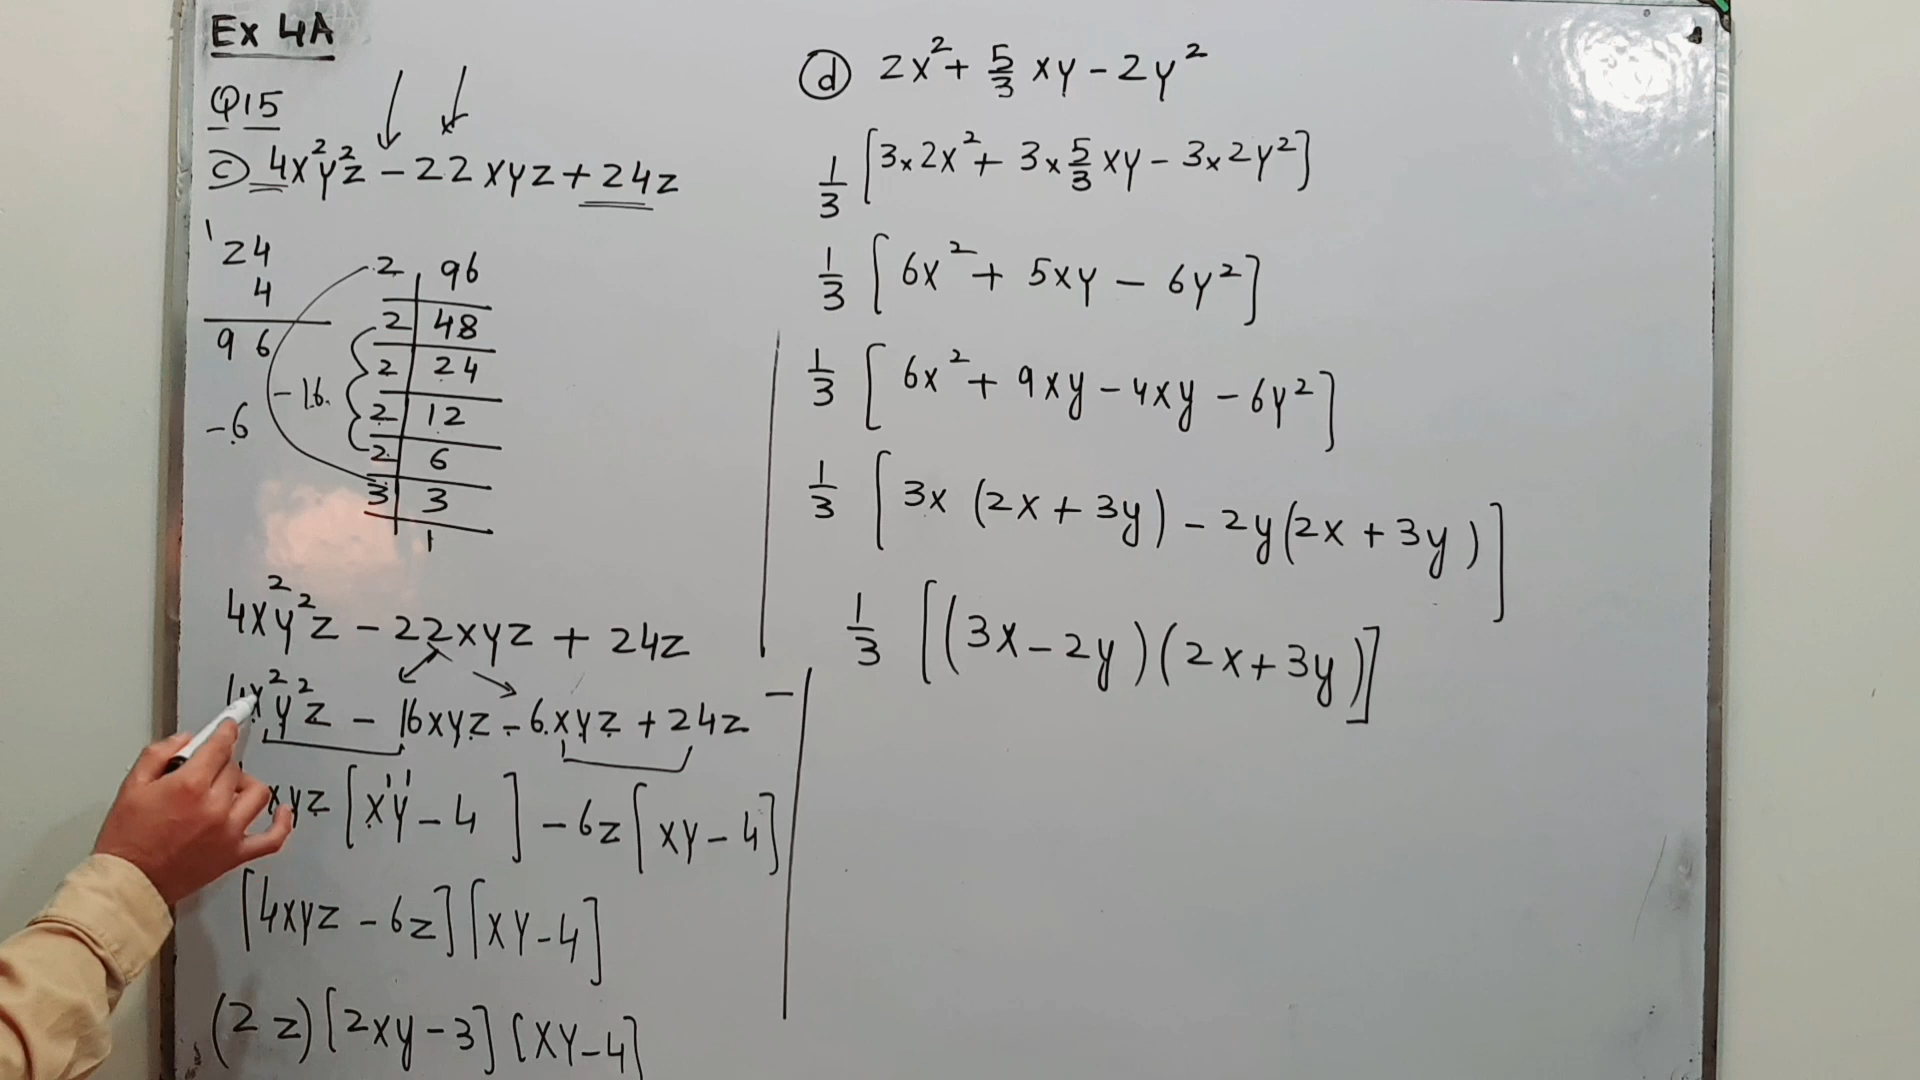 Ex 4A
Q15
(c) 4x²y²z - 22xyz + 24z
1
24
4
96
-6
-16
2 | 96
2 | 48
2 | 24
2 | 12
2 | 6
3 | 3
1
4x²y²z - 22xyz + 24z
4x²y²z - 16xyz - 6xyz + 24z
xyz [xy - 4] - 6z [xy - 4]
[4xyz - 6z] [xy - 4]
(2z) [2xy - 3] [xy - 4]
(d) 2x² + 5/3 xy - 2y²
1/3 [3×2x² + 3×5/3 xy - 3×2y²]
1/3 [6x² + 5xy - 6y²]
1/3 [6x² + 9xy - 4xy - 6y²]
1/3 [3x (2x + 3y) - 2y (2x + 3y)]
1/3 [(3x - 2y) (2x + 3y)]